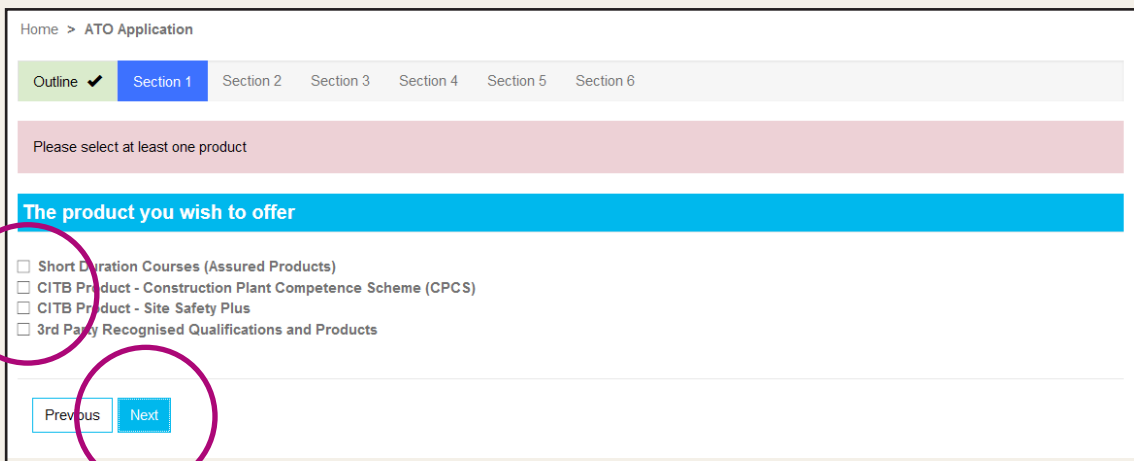 Home > ATO Application
Outline ✔ Section 1 Section 2 Section 3 Section 4 Section 5 Section 6
Please select at least one product
The product you wish to offer
Short Duration Courses (Assured Products)
CITB Product - Construction Plant Competence Scheme (CPCS)
CITB Product - Site Safety Plus
3rd Party Recognised Qualifications and Products
Previous Next